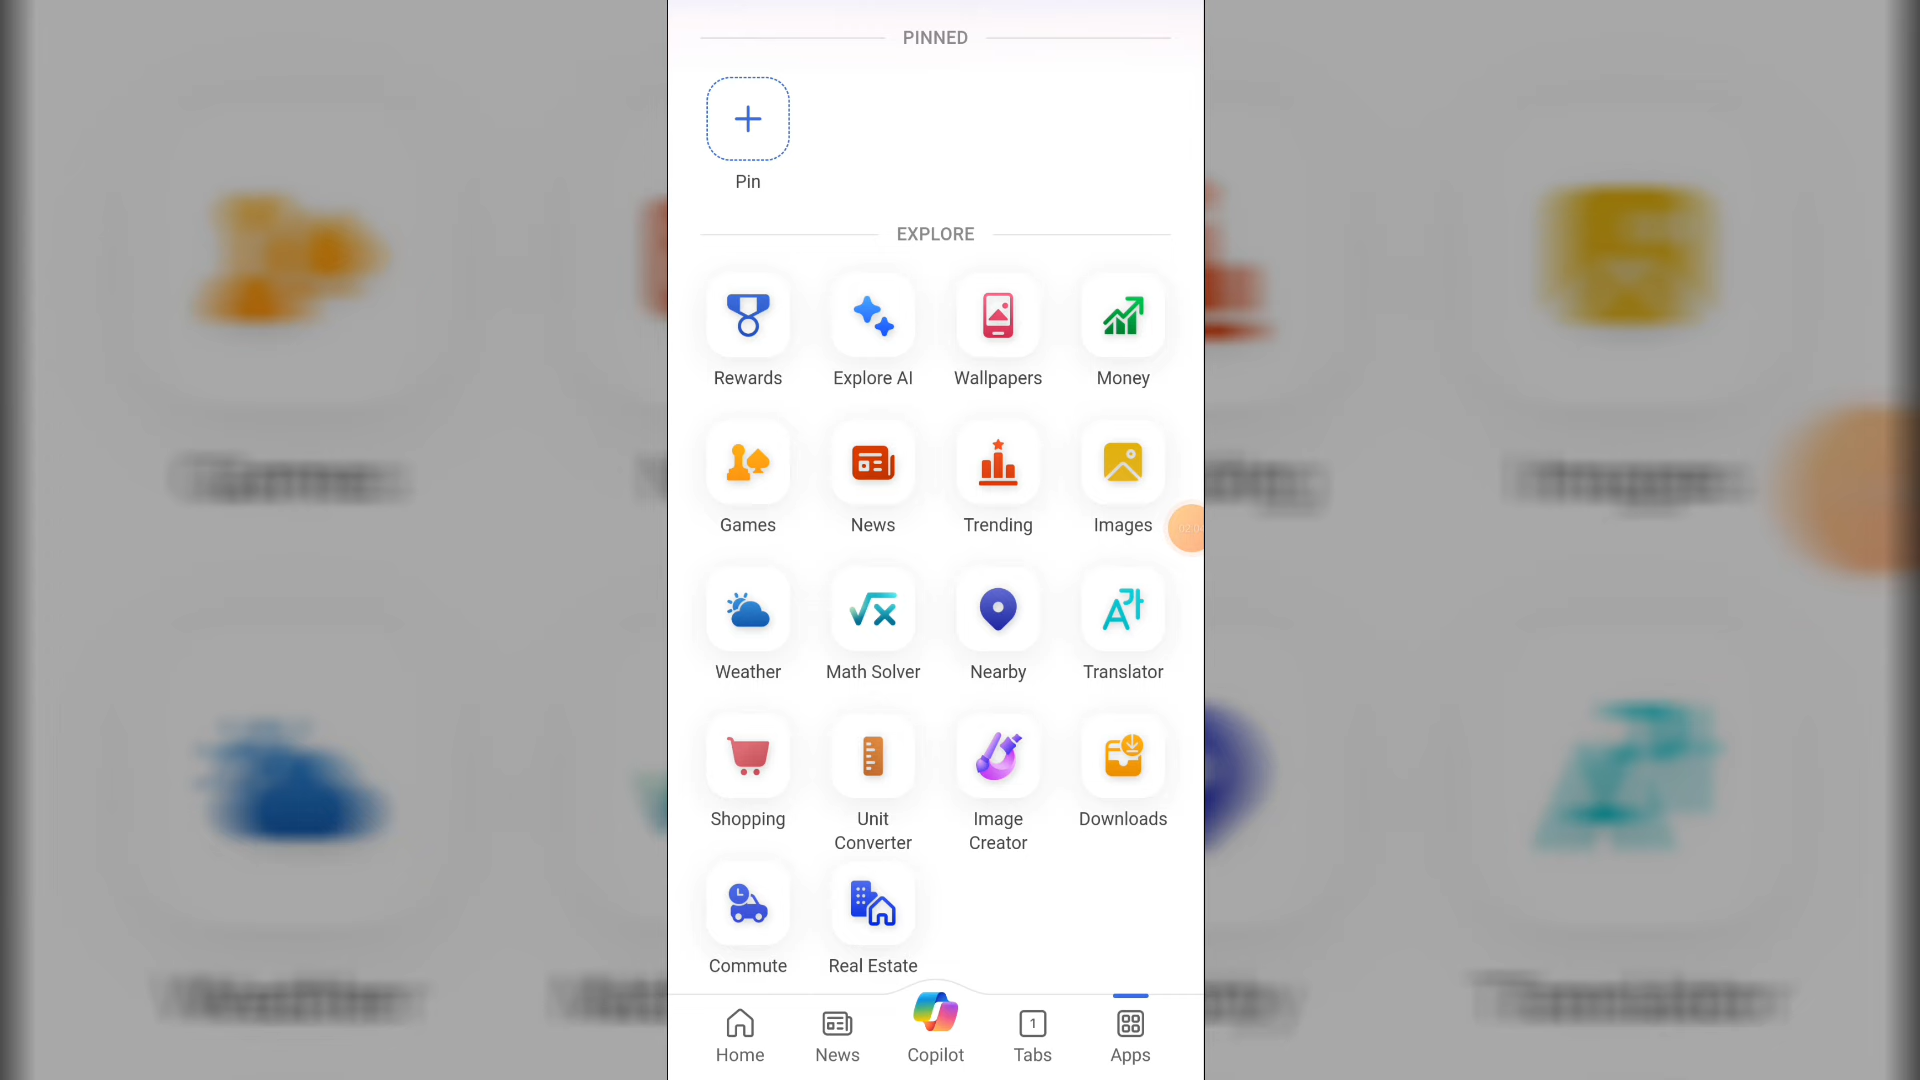 PINNED
Pin
EXPLORE
Rewards
Explore AI
Wallpapers
Money
Games
News
Trending
Images
Weather
Math Solver
Nearby
Translator
Shopping
Unit
Converter
Image
Creator
Downloads
Commute
Real Estate
Home
News
Copilot
1
Tabs
Apps